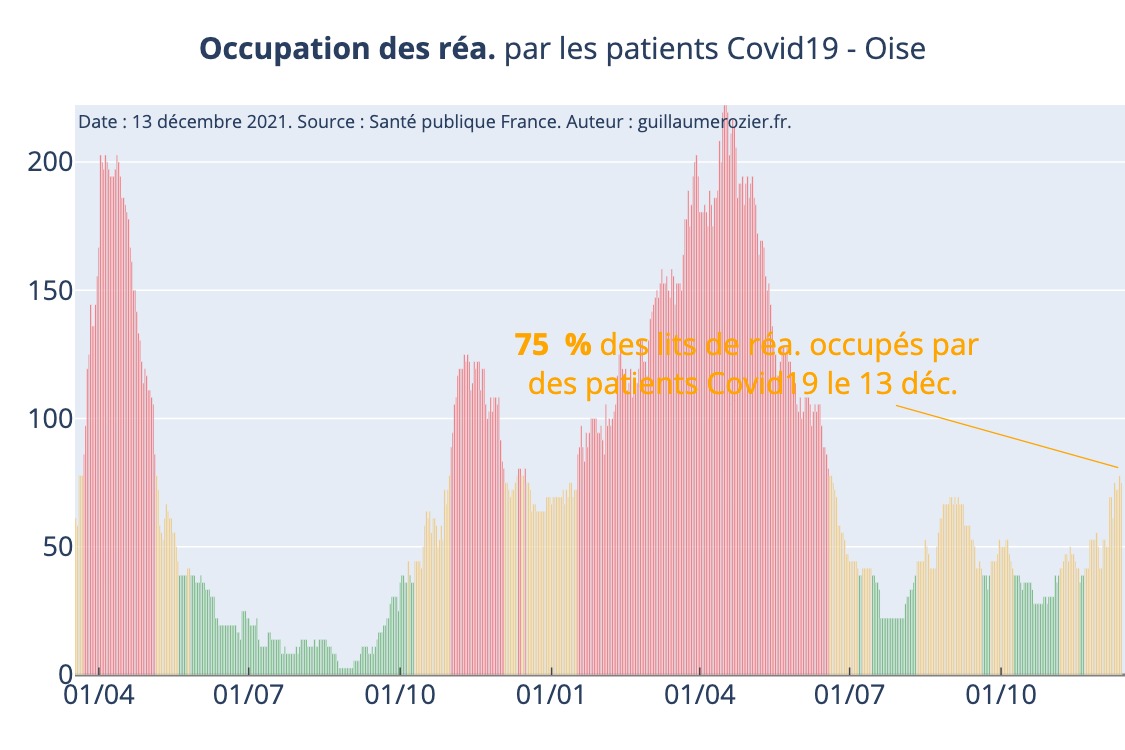 Occupation des réa. par les patients Covid19 - Oise
Date : 13 décembre 2021. Source : Santé publique France. Auteur : guillaumerozier.fr.
200
150
75 % des lits de réa. occupés par
des patients Covid19 le 13 déc.
100
50
0
01/04 01/07 01/10 01/01 01/04 01/07 01/10